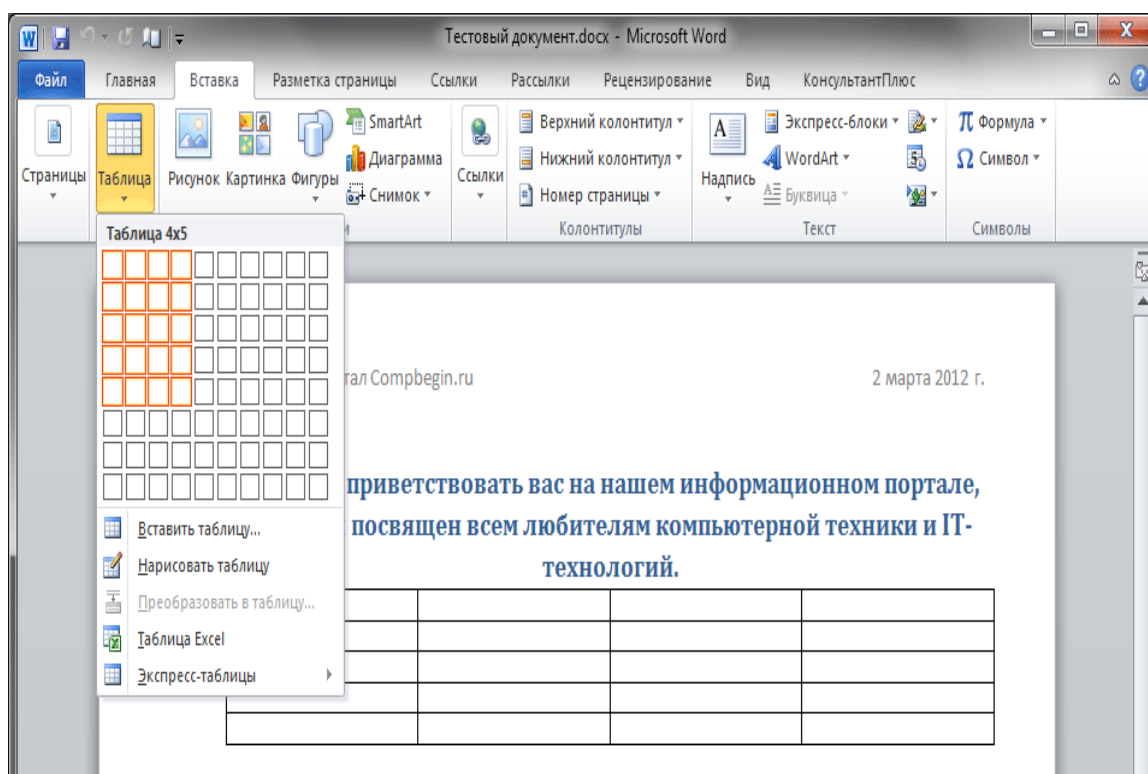 Тестовый документ.docx - Microsoft Word
Файл Главная Вставка Разметка страницы Ссылки Рассылки Рецензирование Вид КонсультантПлюс
Страницы
Таблица
Рисунок
Картинка
Фигуры
SmartArt
Диаграмма
Снимок
Ссылки
Верхний колонтитул
Нижний колонтитул
Номер страницы
Колонтитулы
Надпись
Экспресс-блоки
WordArt
Буквица
Текст
π Формула
Ω Символ
Символы
Таблица 4x5
Вставить таблицу...
Нарисовать таблицу
Преобразовать в таблицу...
Таблица Excel
Экспресс-таблицы
тал Compbegin.ru 2 марта 2012 г.
приветствовать вас на нашем информационном портале,
посвящен всем любителям компьютерной техники и IT-
технологий.